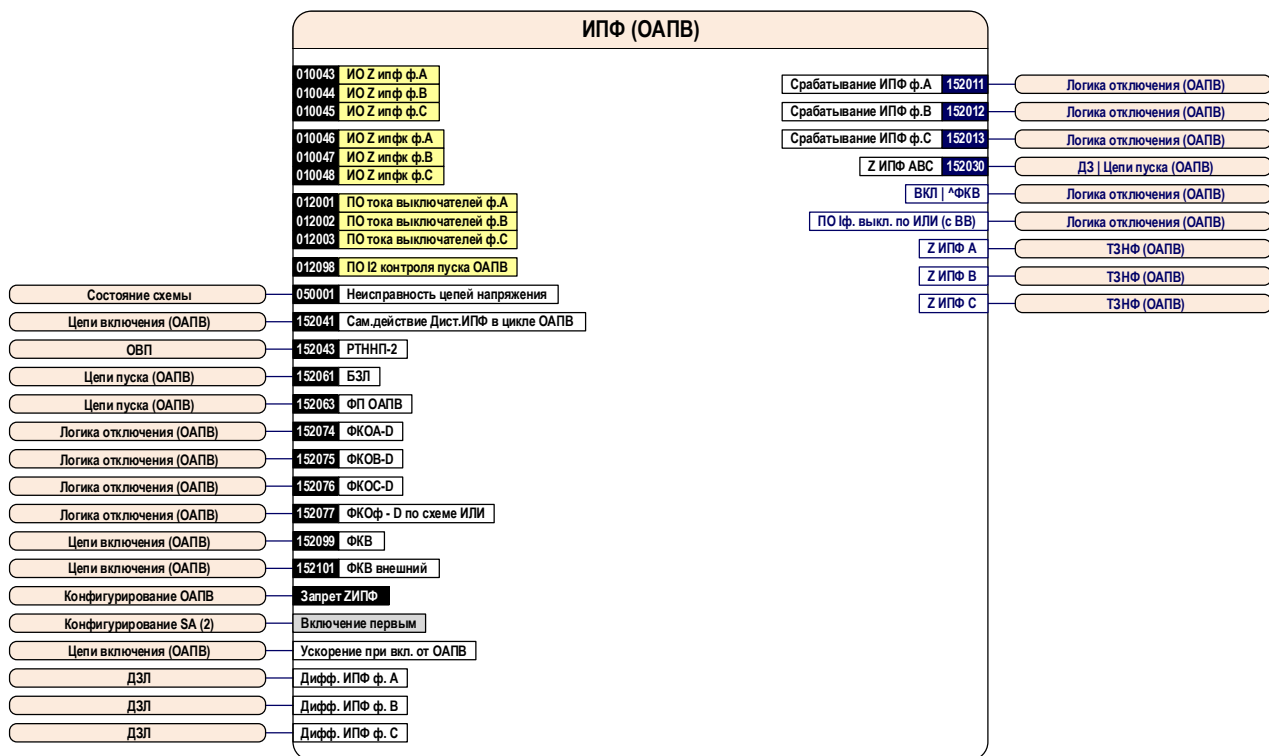 ИПФ (ОАПВ)
010043 ИО Z ипф ф.А
010044 ИО Z ипф ф.В
010045 ИО Z ипф ф.С
010046 ИО Z ипфк ф.А
010047 ИО Z ипфк ф.В
010048 ИО Z ипфк ф.С
012001 ПО тока выключателей ф.А
012002 ПО тока выключателей ф.В
012003 ПО тока выключателей ф.С
012098 ПО I2 контроля пуска ОАПВ
Состояние схемы 050001 Неисправность цепей напряжения
Цепи включения (ОАПВ) 152041 Сам.действие Дист.ИПФ в цикле ОАПВ
ОВП 152043 РТННП-2
Цепи пуска (ОАПВ) 152061 БЗЛ
Цепи пуска (ОАПВ) 152063 ФП ОАПВ
Логика отключения (ОАПВ) 152074 ФКОА-D
Логика отключения (ОАПВ) 152075 ФКОВ-D
Логика отключения (ОАПВ) 152076 ФКОС-D
Логика отключения (ОАПВ) 152077 ФКОф - D по схеме ИЛИ
Цепи включения (ОАПВ) 152099 ФКВ
Цепи включения (ОАПВ) 152101 ФКВ внешний
Конфигурирование ОАПВ Запрет ZИПФ
Конфигурирование SA (2) Включение первым
Цепи включения (ОАПВ) Ускорение при вкл. от ОАПВ
ДЗЛ Дифф. ИПФ ф. А
ДЗЛ Дифф. ИПФ ф. В
ДЗЛ Дифф. ИПФ ф. С
Срабатывание ИПФ ф.А 152011 Логика отключения (ОАПВ)
Срабатывание ИПФ ф.В 152012 Логика отключения (ОАПВ)
Срабатывание ИПФ ф.С 152013 Логика отключения (ОАПВ)
Z ИПФ АВС 152030 ДЗ | Цепи пуска (ОАПВ)
ВКЛ | ^ФКВ Логика отключения (ОАПВ)
ПО Iф. выкл. по ИЛИ (с ВВ) Логика отключения (ОАПВ)
Z ИПФ А ТЗНФ (ОАПВ)
Z ИПФ В ТЗНФ (ОАПВ)
Z ИПФ С ТЗНФ (ОАПВ)